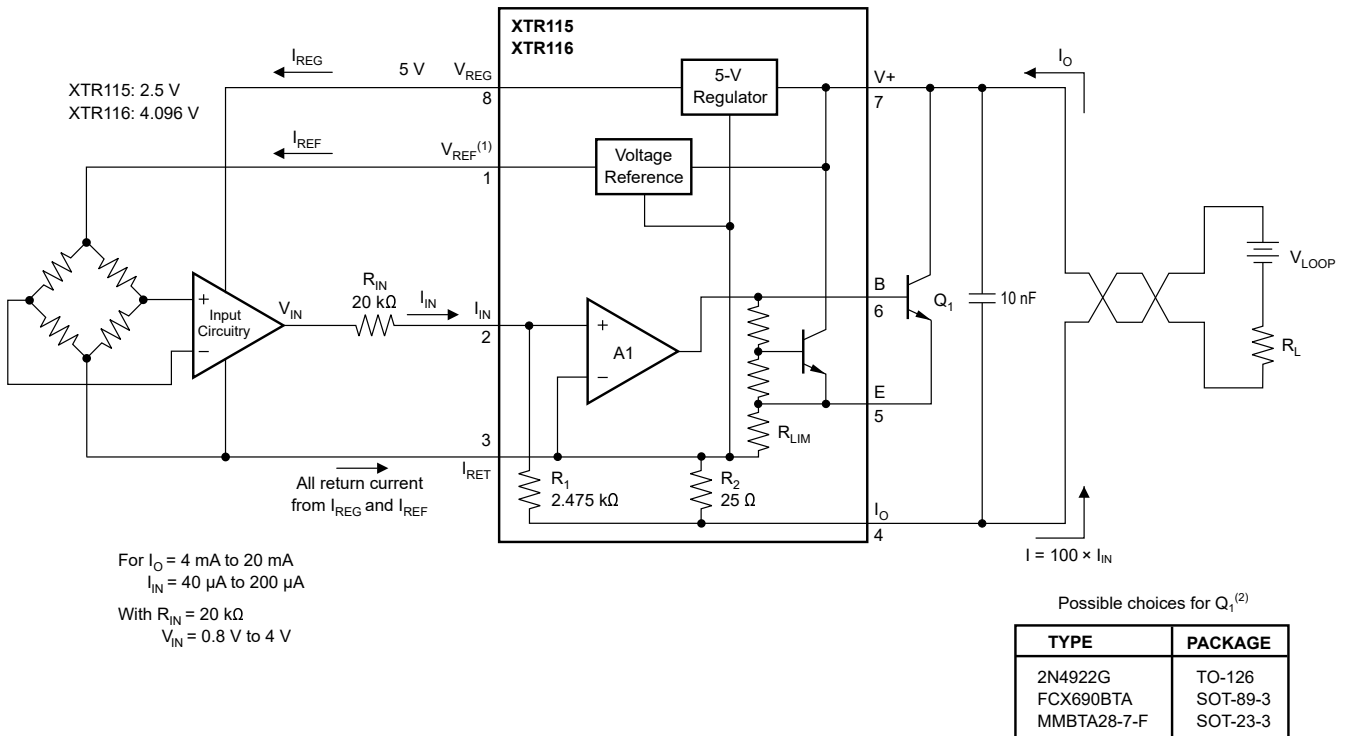 XTR115
XTR116
I_REG
5 V
V_REG
8
5-V
Regulator
V+
7
I_O
XTR115: 2.5 V
XTR116: 4.096 V
I_REF
V_REF^(1)
1
Voltage
Reference
V_LOOP
R_L
R_IN
20 kΩ
I_IN
I_IN
2
V_IN
+
Input
Circuitry
–
+
A1
–
B
6
Q_1
10 nF
E
5
R_LIM
3
I_RET
All return current
from I_REG and I_REF
R_1
2.475 kΩ
R_2
25 Ω
I_O
4
I = 100 × I_IN
For I_O = 4 mA to 20 mA
I_IN = 40 μA to 200 μA
With R_IN = 20 kΩ
V_IN = 0.8 V to 4 V
Possible choices for Q_1^(2)
TYPE PACKAGE
2N4922G TO-126
FCX690BTA SOT-89-3
MMBTA28-7-F SOT-23-3